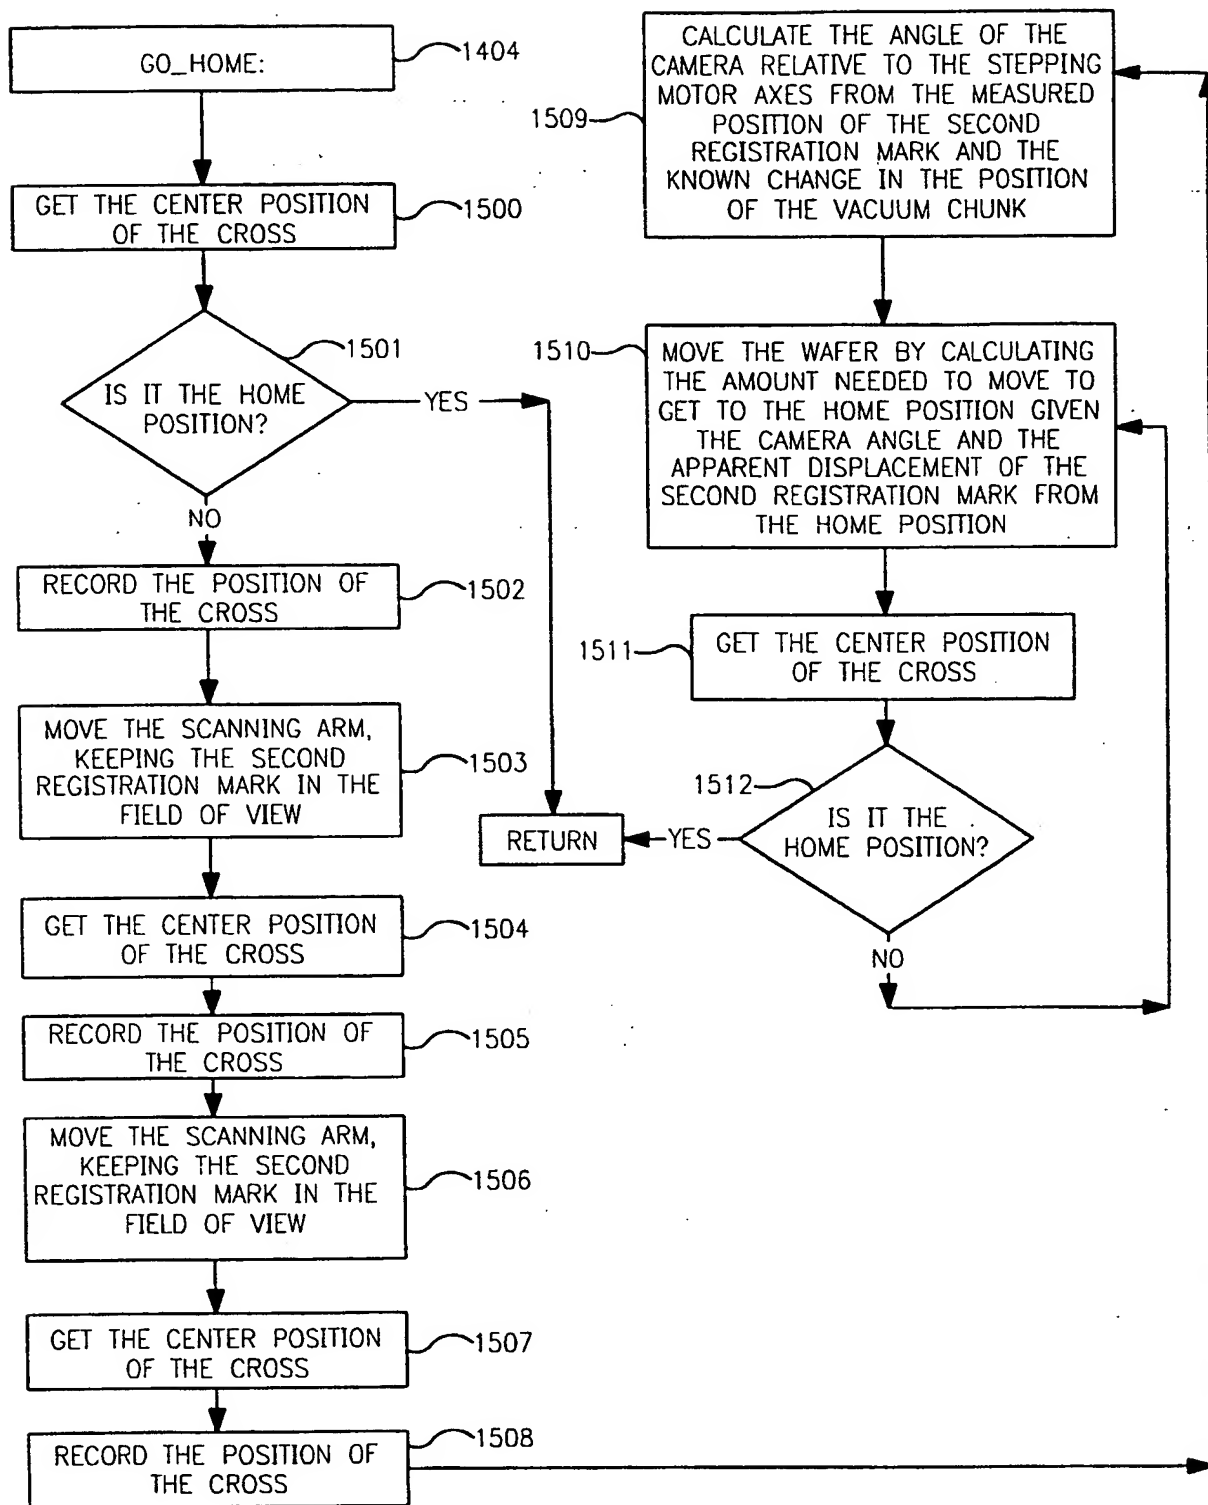 GO_HOME:
1404
GET THE CENTER POSITION
OF THE CROSS
1500
1501
IS IT THE HOME
POSITION?
YES
NO
RECORD THE POSITION OF
THE CROSS
1502
MOVE THE SCANNING ARM,
KEEPING THE SECOND
REGISTRATION MARK IN THE
FIELD OF VIEW
1503
GET THE CENTER POSITION
OF THE CROSS
1504
RECORD THE POSITION OF
THE CROSS
1505
MOVE THE SCANNING ARM,
KEEPING THE SECOND
REGISTRATION MARK IN THE
FIELD OF VIEW
1506
GET THE CENTER POSITION
OF THE CROSS
1507
RECORD THE POSITION OF
THE CROSS
1508
1509
CALCULATE THE ANGLE OF THE
CAMERA RELATIVE TO THE STEPPING
MOTOR AXES FROM THE MEASURED
POSITION OF THE SECOND
REGISTRATION MARK AND THE
KNOWN CHANGE IN THE POSITION
OF THE VACUUM CHUNK
1510
MOVE THE WAFER BY CALCULATING
THE AMOUNT NEEDED TO MOVE TO
GET TO THE HOME POSITION GIVEN
THE CAMERA ANGLE AND THE
APPARENT DISPLACEMENT OF THE
SECOND REGISTRATION MARK FROM
THE HOME POSITION
1511
GET THE CENTER POSITION
OF THE CROSS
1512
IS IT THE
HOME POSITION?
YES
RETURN
NO